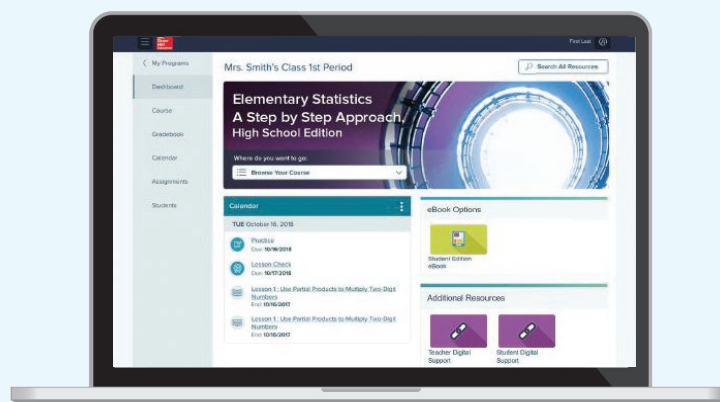 First Last
My Programs
Mrs. Smith's Class 1st Period
Search All Resources
Dashboard
Course
Gradebook
Calendar
Assignments
Students
Elementary Statistics
A Step by Step Approach,
High School Edition
Where do you want to go:
Browse Your Course
Calendar
TUE October 16, 2018
Practice
Due: 10/16/2018
Lesson Check
Due: 10/17/2018
Lesson 1: Use Partial Products to Multiply Two-Digit
Numbers
End: 10/16/2017
Lesson 1: Use Partial Products to Multiply Two-Digit
Numbers
End: 10/16/2017
eBook Options
Student Edition
eBook
Additional Resources
Teacher Digital
Support
Student Digital
Support